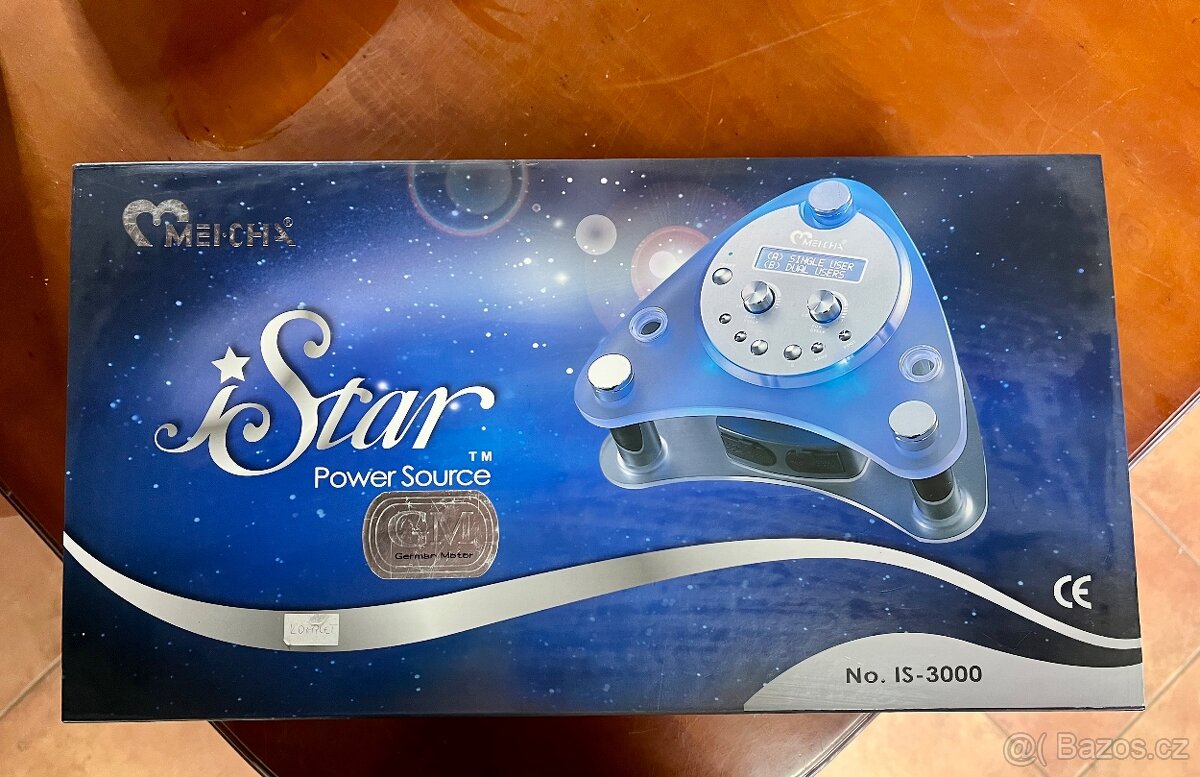 MEI·CHA®
iStar
TM
Power Source
GM
German Motor
KOMPLET
MEI·CHA®
(A) SINGLE USER
(B) DUAL USERS
CE
No. IS-3000
@( Bazos.cz